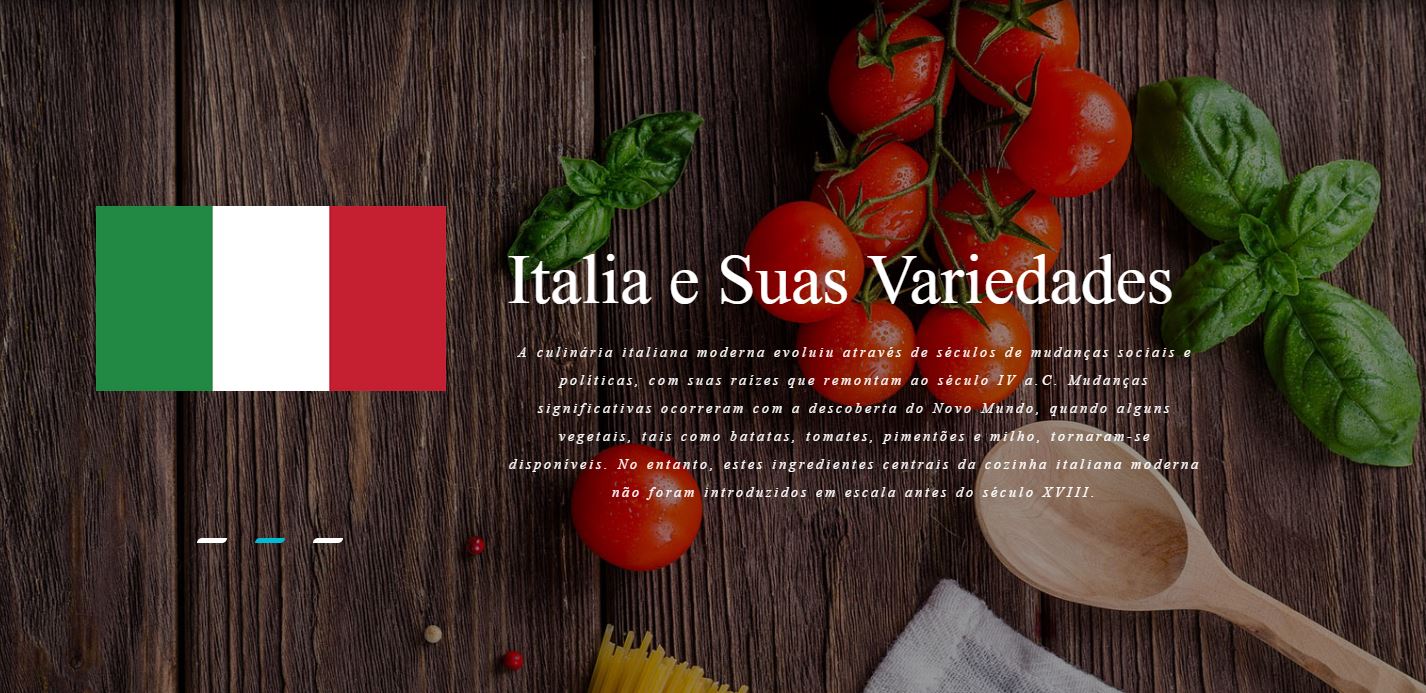 Italia e Suas Variedades
A culinária italiana moderna evoluiu através de séculos de mudanças sociais e
políticas, com suas raízes que remontam ao século IV a.C. Mudanças
significativas ocorreram com a descoberta do Novo Mundo, quando alguns
vegetais, tais como batatas, tomates, pimentões e milho, tornaram-se
disponíveis. No entanto, estes ingredientes centrais da cozinha italiana moderna
não foram introduzidos em escala antes do século XVIII.